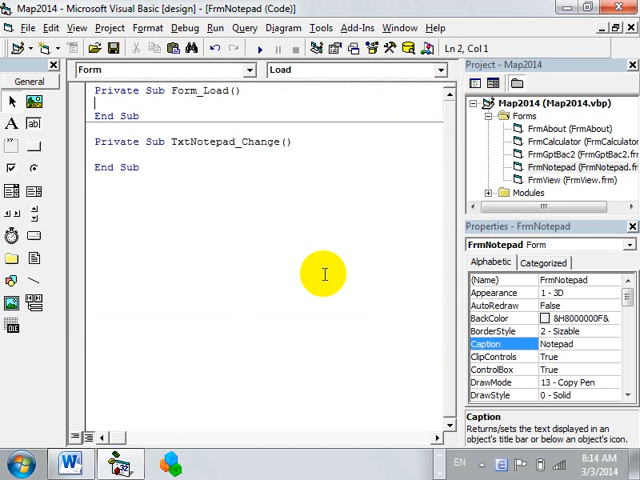 Map2014 - Microsoft Visual Basic [design] - [FrmNotepad (Code)]
File Edit View Project Format Debug Run Query Diagram Tools
Add-Ins Window Help
Ln 2, Col 1
General
Form
Load
Private Sub Form_Load()
End Sub
Private Sub TxtNotepad_Change()
End Sub
Project - Map2014
Map2014 (Map2014.vbp)
Forms
FrmAbout (FrmAbout)
FrmCalculator (FrmCalculator
FrmGptBac2 (FrmGptBac2.fr
FrmNotepad (FrmNotepad.fr
FrmView (FrmView.frm)
Modules
Properties - FrmNotepad
FrmNotepad Form
Alphabetic Categorized
(Name) FrmNotepad
Appearance 1 - 3D
AutoRedraw False
BackColor &H8000000F&
BorderStyle 2 - Sizable
Caption Notepad
ClipControls True
ControlBox True
DrawMode 13 - Copy Pen
DrawStyle 0 - Solid
Caption
Returns/sets the text displayed in
an object's title bar or below an object's icon.
EN
8:14 AM
3/3/2014